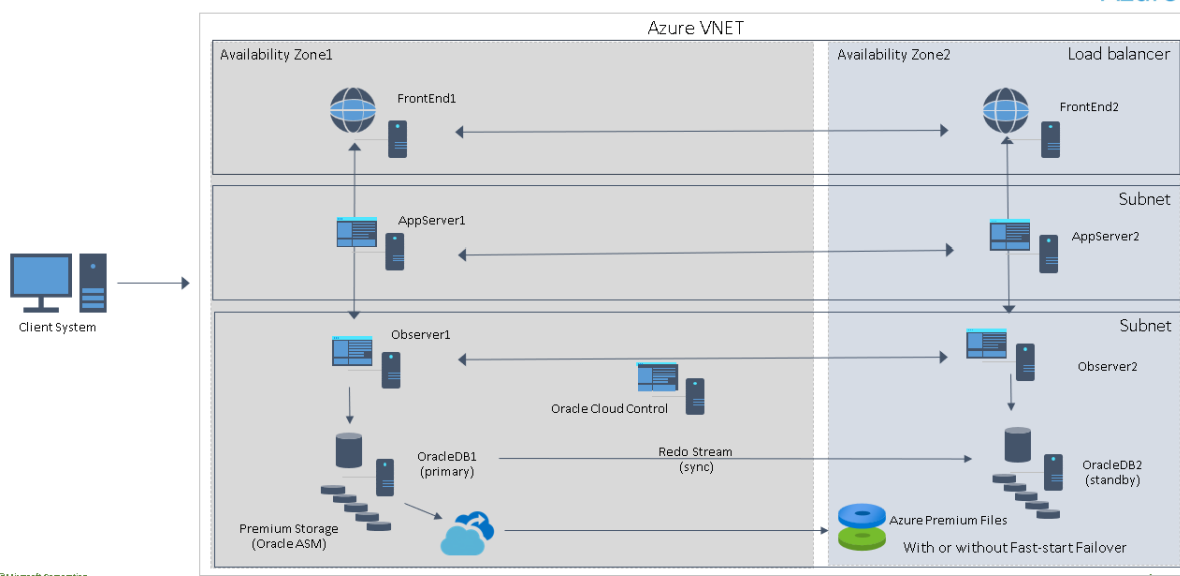 Azure VNET
Availability Zone1
Availability Zone2
Load balancer
FrontEnd1
FrontEnd2
Subnet
AppServer1
AppServer2
Client System
Subnet
Observer1
Observer2
Oracle Cloud Control
OracleDB1
(primary)
Redo Stream
(sync)
OracleDB2
(standby)
Premium Storage
(Oracle ASM)
Azure Premium Files
With or without Fast-start Failover